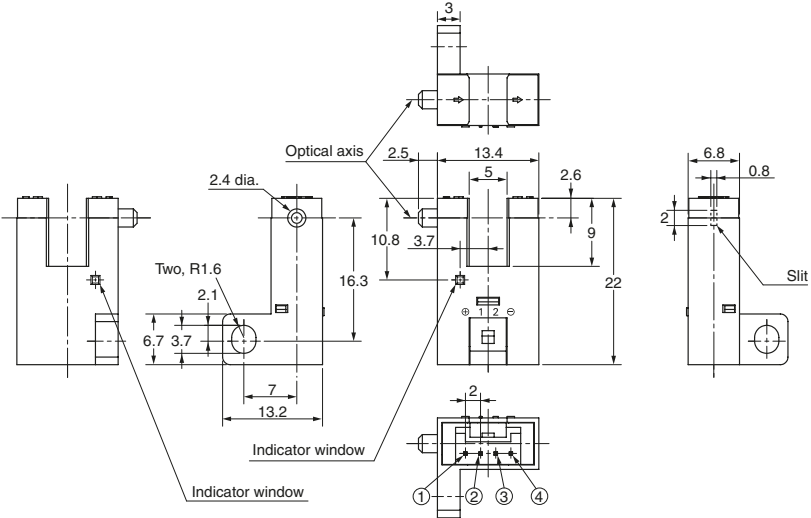 3
Optical axis
2.5
13.4
6.8
0.8
2.4 dia.
5
2.6
2
10.8
3.7
9
16.3
Two, R1.6
2.1
22
Slit
6.7
3.7
⊕ 1 2 ⊖
7
13.2
2
Indicator window
Indicator window
① ② ③ ④